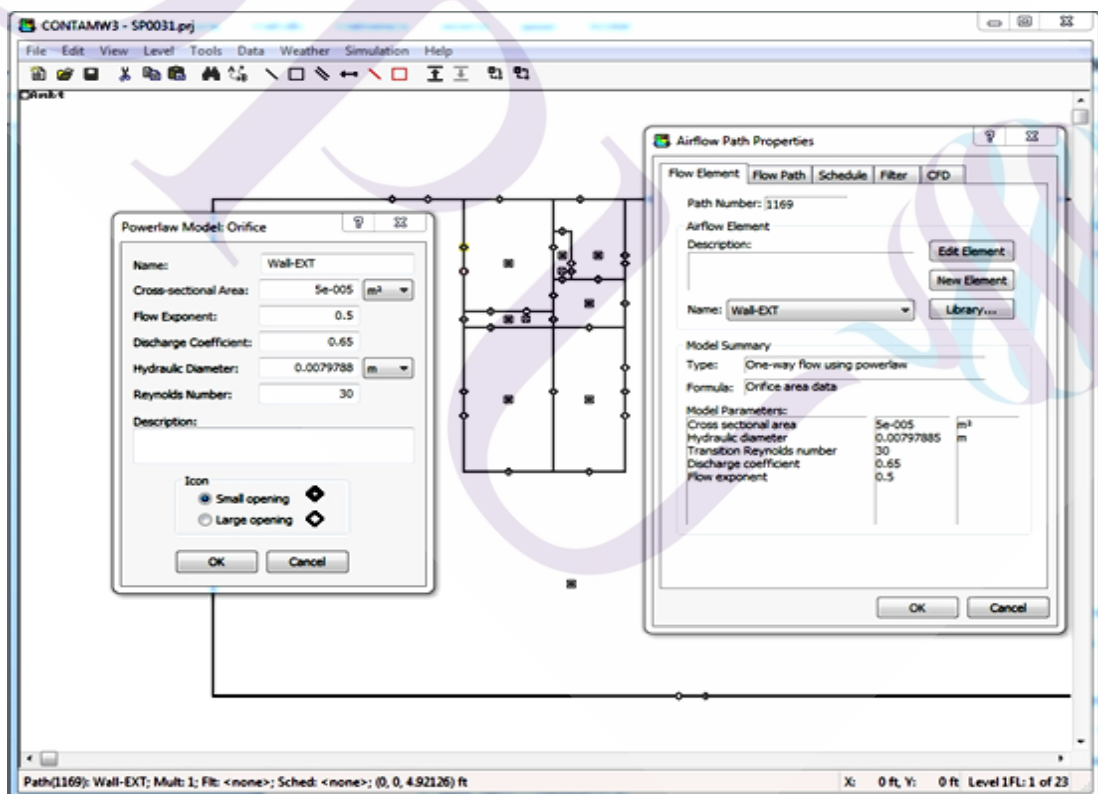 CONTAMW3 - SP0031.prj
File Edit View Level Tools Data Weather Simulation Help
Powerlaw Model: Orifice
Name: Wall-EXT
Cross-sectional Area: 5e-005 m²
Flow Exponent: 0.5
Discharge Coefficient: 0.65
Hydraulic Diameter: 0.0079788 m
Reynolds Number: 30
Description:
Icon
Small opening
Large opening
OK Cancel
Airflow Path Properties
Flow Element Flow Path Schedule Filter CFD
Path Number: 1169
Airflow Element
Description:
Edit Element
New Element
Name: Wall-EXT Library...
Model Summary
Type: One-way flow using powerlaw
Formula: Orifice area data
Model Parameters:
Cross sectional area 5e-005 m²
Hydraulic diameter 0.00797885 m
Transition Reynolds number 30
Discharge coefficient 0.65
Flow exponent 0.5
OK Cancel
Path(1169): Wall-EXT; Mult: 1; Flt: <none>; Sched: <none>; (0, 0, 4.92126) ft X: 0 ft, Y: 0 ft Level 1FL: 1 of 23